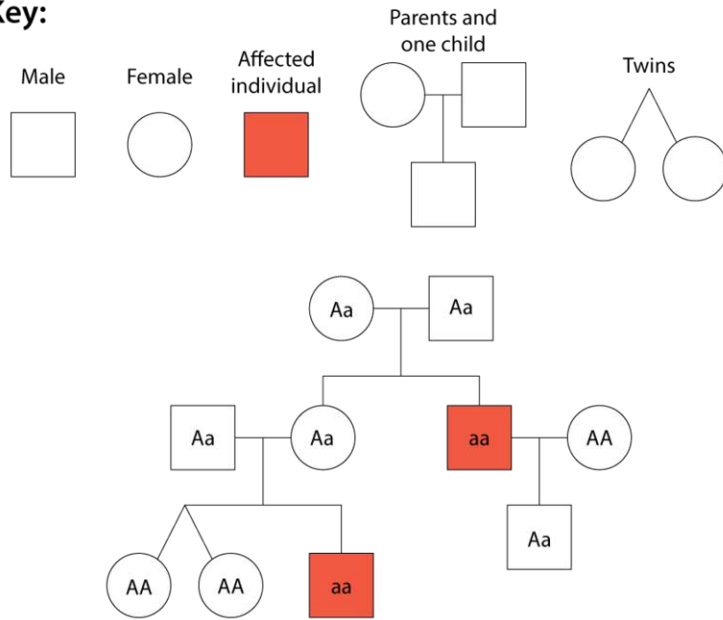 Key:
Male
Female
Affected
individual
Parents and
one child
Twins
Aa
Aa
Aa
Aa
aa
AA
Aa
AA
AA
aa